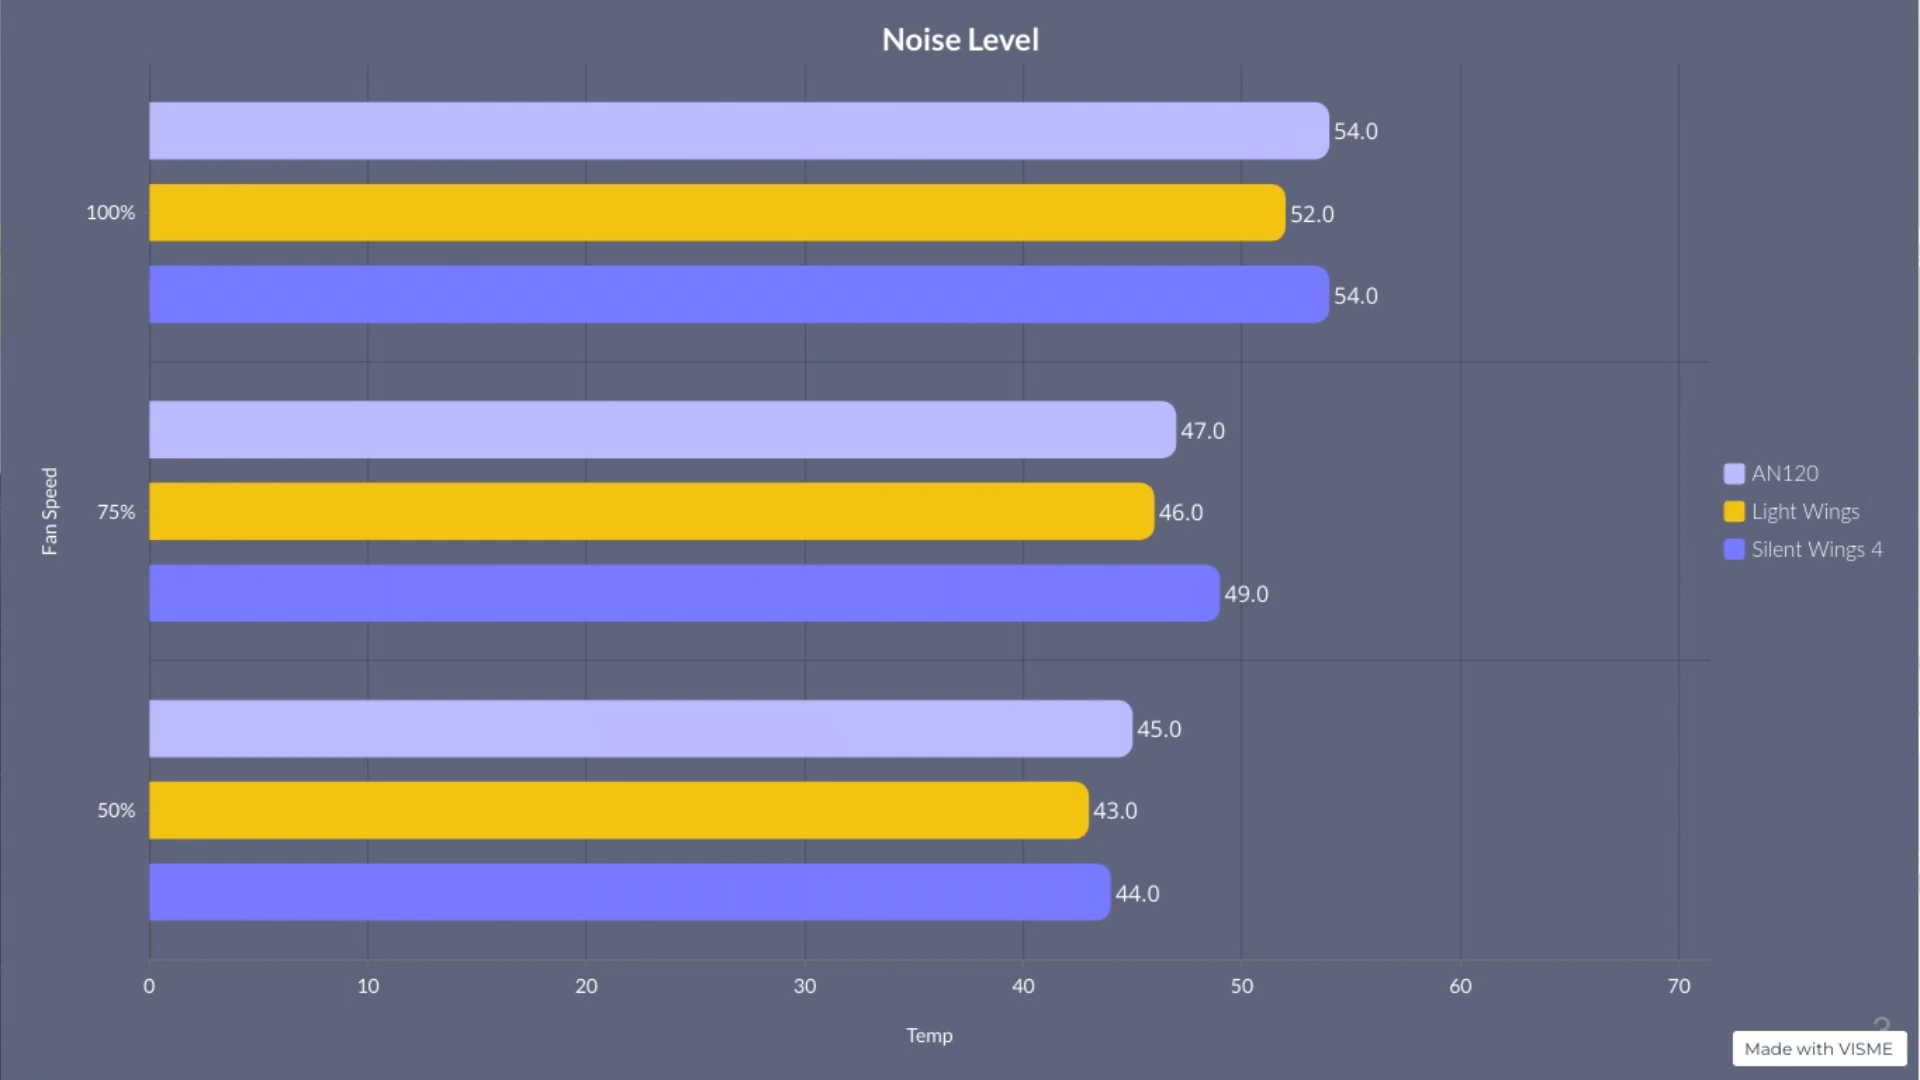 Noise Level
54.0
100%
52.0
54.0
47.0
75%
46.0
49.0
45.0
50%
43.0
44.0
Fan Speed
AN120
Light Wings
Silent Wings 4
0 10 20 30 40 50 60 70
Temp
Made with VISME